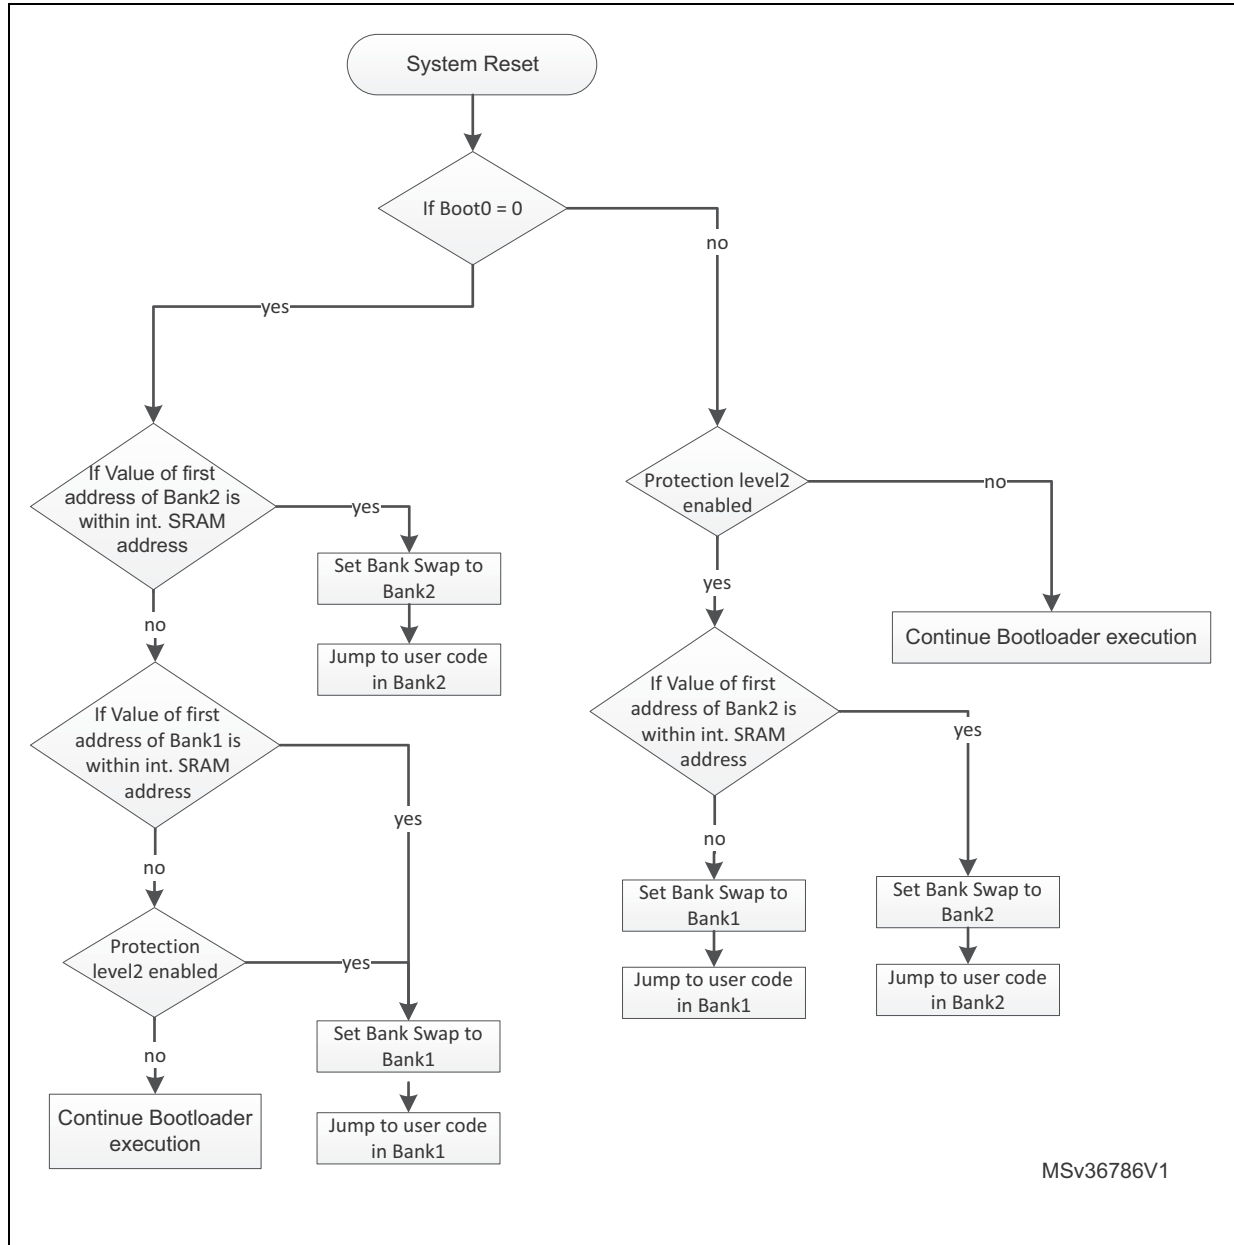 System Reset
If Boot0 = 0
no
yes
If Value of first
address of Bank2 is
within int. SRAM
address
yes
Set Bank Swap to
Bank2
Jump to user code
in Bank2
no
If Value of first
address of Bank1 is
within int. SRAM
address
yes
no
Protection
level2 enabled
yes
Set Bank Swap to
Bank1
Jump to user code
in Bank1
no
Continue Bootloader
execution
Protection level2
enabled
no
Continue Bootloader execution
yes
If Value of first
address of Bank2 is
within int. SRAM
address
yes
no
Set Bank Swap to
Bank1
Jump to user code
in Bank1
Set Bank Swap to
Bank2
Jump to user code
in Bank2
MSv36786V1